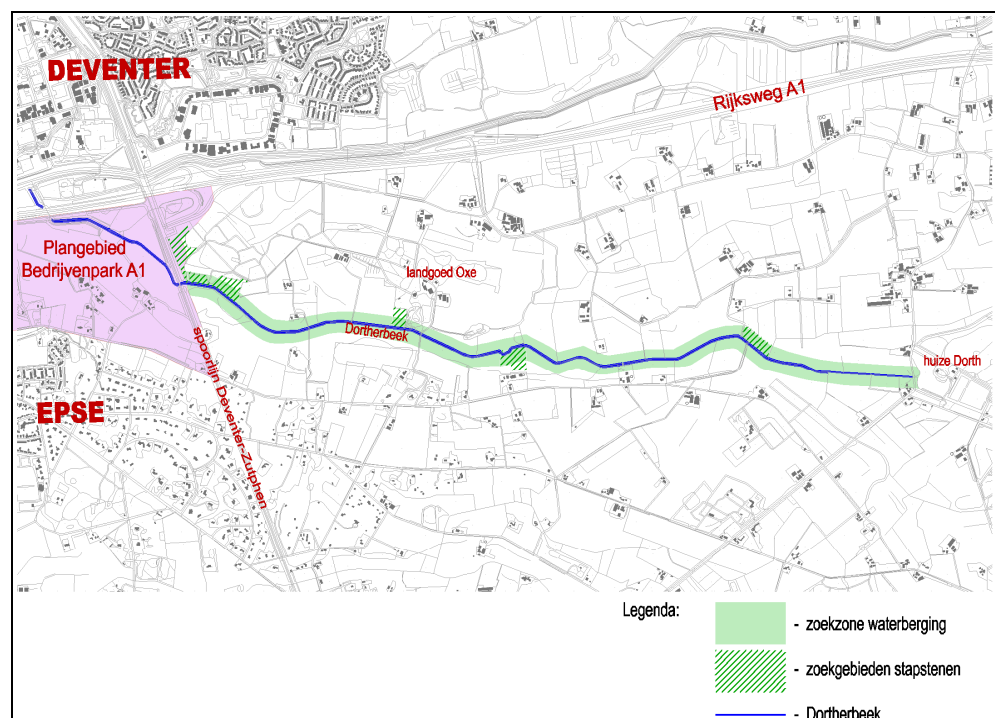 DEVENTER
Rijksweg A1
Plangebied
Bedrijvenpark A1
landgoed Oxe
Dortherbeek
huize Dorth
spoorlijn Deventer-Zutphen
EPSE
Legenda:
- zoekzone waterberging
- zoekgebieden stapstenen
- Dortherbeek